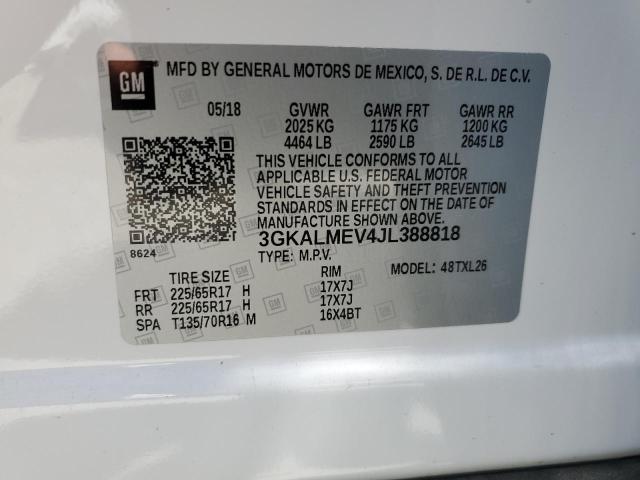 GM MFD BY GENERAL MOTORS DE MEXICO, S. DE R.L. DE C.V.
05/18 GVWR GAWR FRT GAWR RR
2025 KG 1175 KG 1200 KG
4464 LB 2590 LB 2645 LB
THIS VEHICLE CONFORMS TO ALL
APPLICABLE U.S. FEDERAL MOTOR
VEHICLE SAFETY AND THEFT PREVENTION
STANDARDS IN EFFECT ON THE DATE OF
MANUFACTURE SHOWN ABOVE.
3GKALMEV4JL388818
8624
TYPE: M.P.V. MODEL: 48TXL26
TIRE SIZE RIM
FRT 225/65R17 H 17X7J
RR 225/65R17 H 17X7J
SPA T135/70R16 M 16X4BT